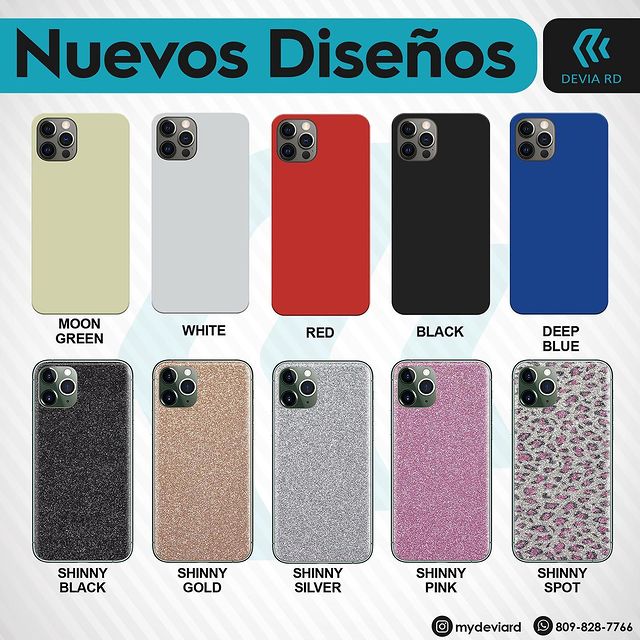 Nuevos Diseños
DEVIA RD
MOON
GREEN
WHITE
RED
BLACK
DEEP
BLUE
SHINNY
BLACK
SHINNY
GOLD
SHINNY
SILVER
SHINNY
PINK
SHINNY
SPOT
mydeviard
809-828-7766